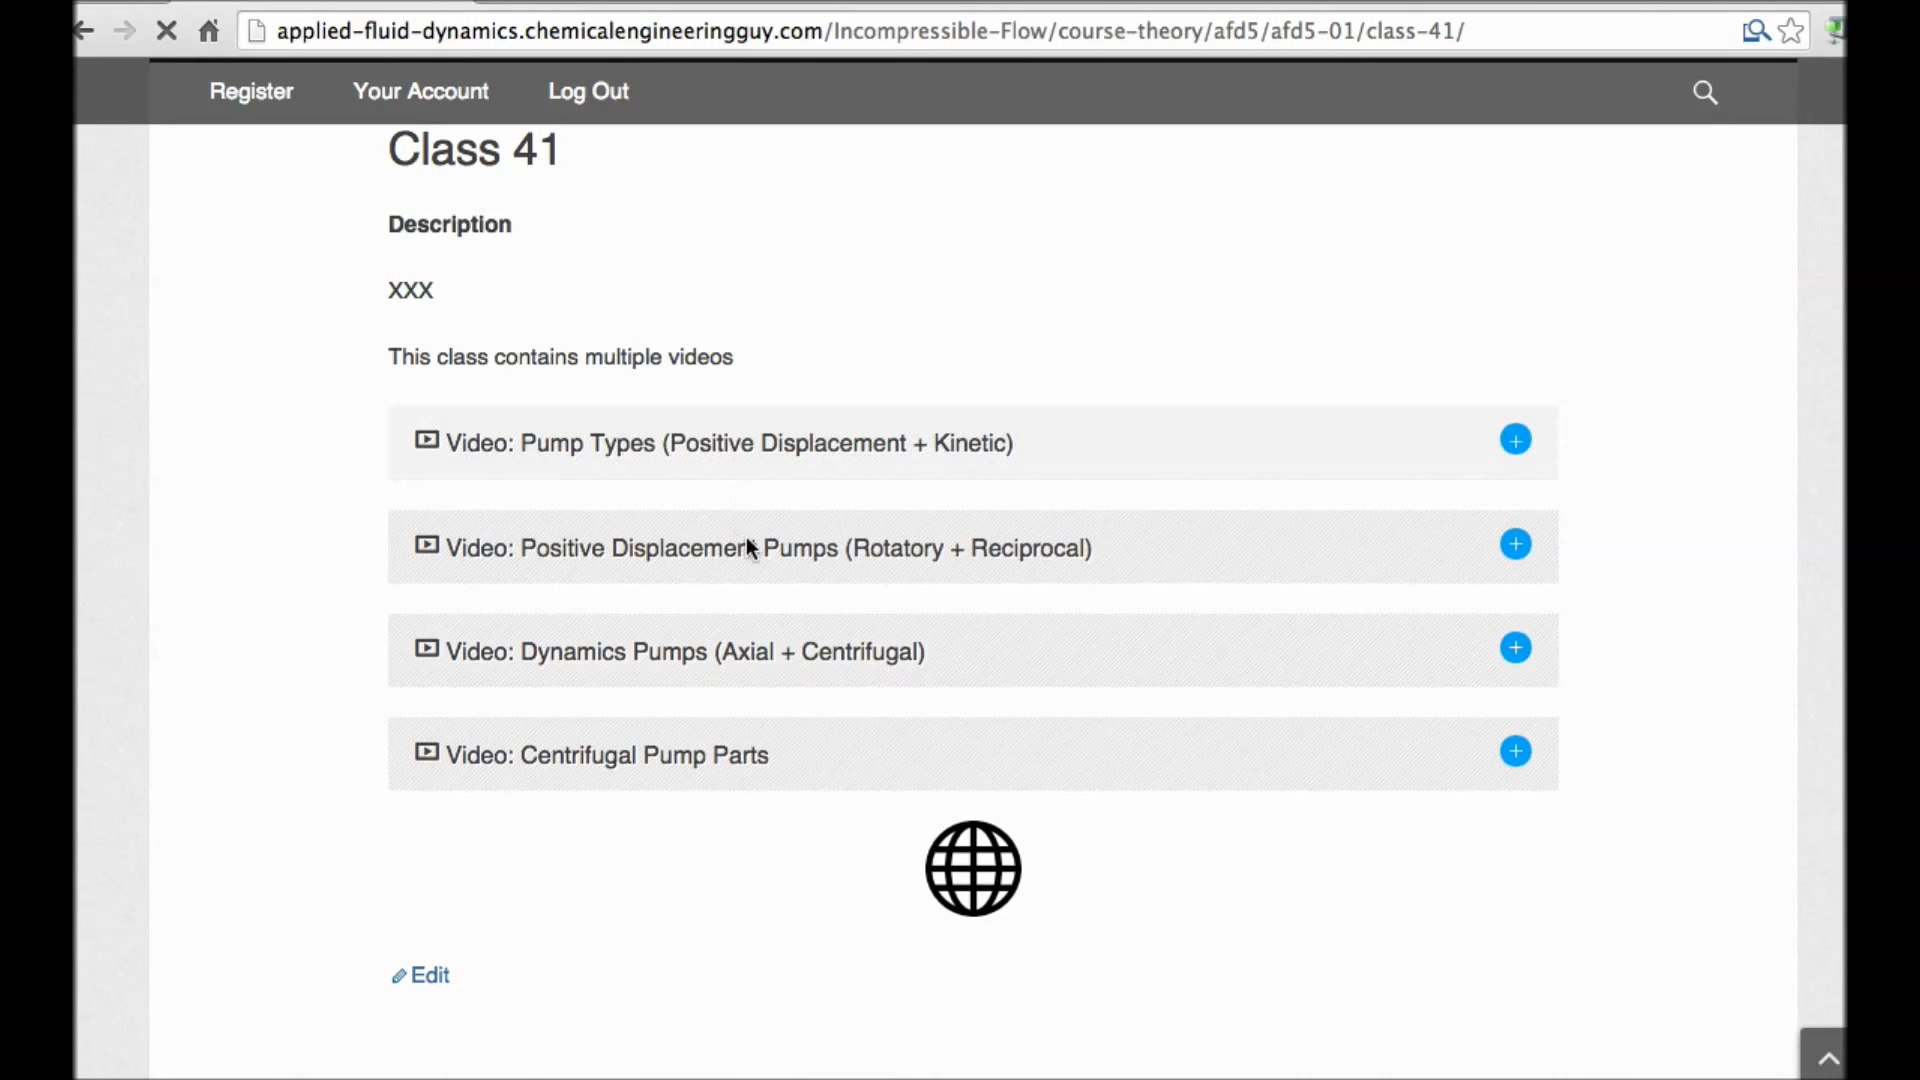 applied-fluid-dynamics.chemicalengineeringguy.com/Incompressible-Flow/course-theory/afd5/afd5-01/class-41/
Register Your Account Log Out
Class 41
Description
XXX
This class contains multiple videos
Video: Pump Types (Positive Displacement + Kinetic)
Video: Positive Displacement Pumps (Rotatory + Reciprocal)
Video: Dynamics Pumps (Axial + Centrifugal)
Video: Centrifugal Pump Parts
Edit